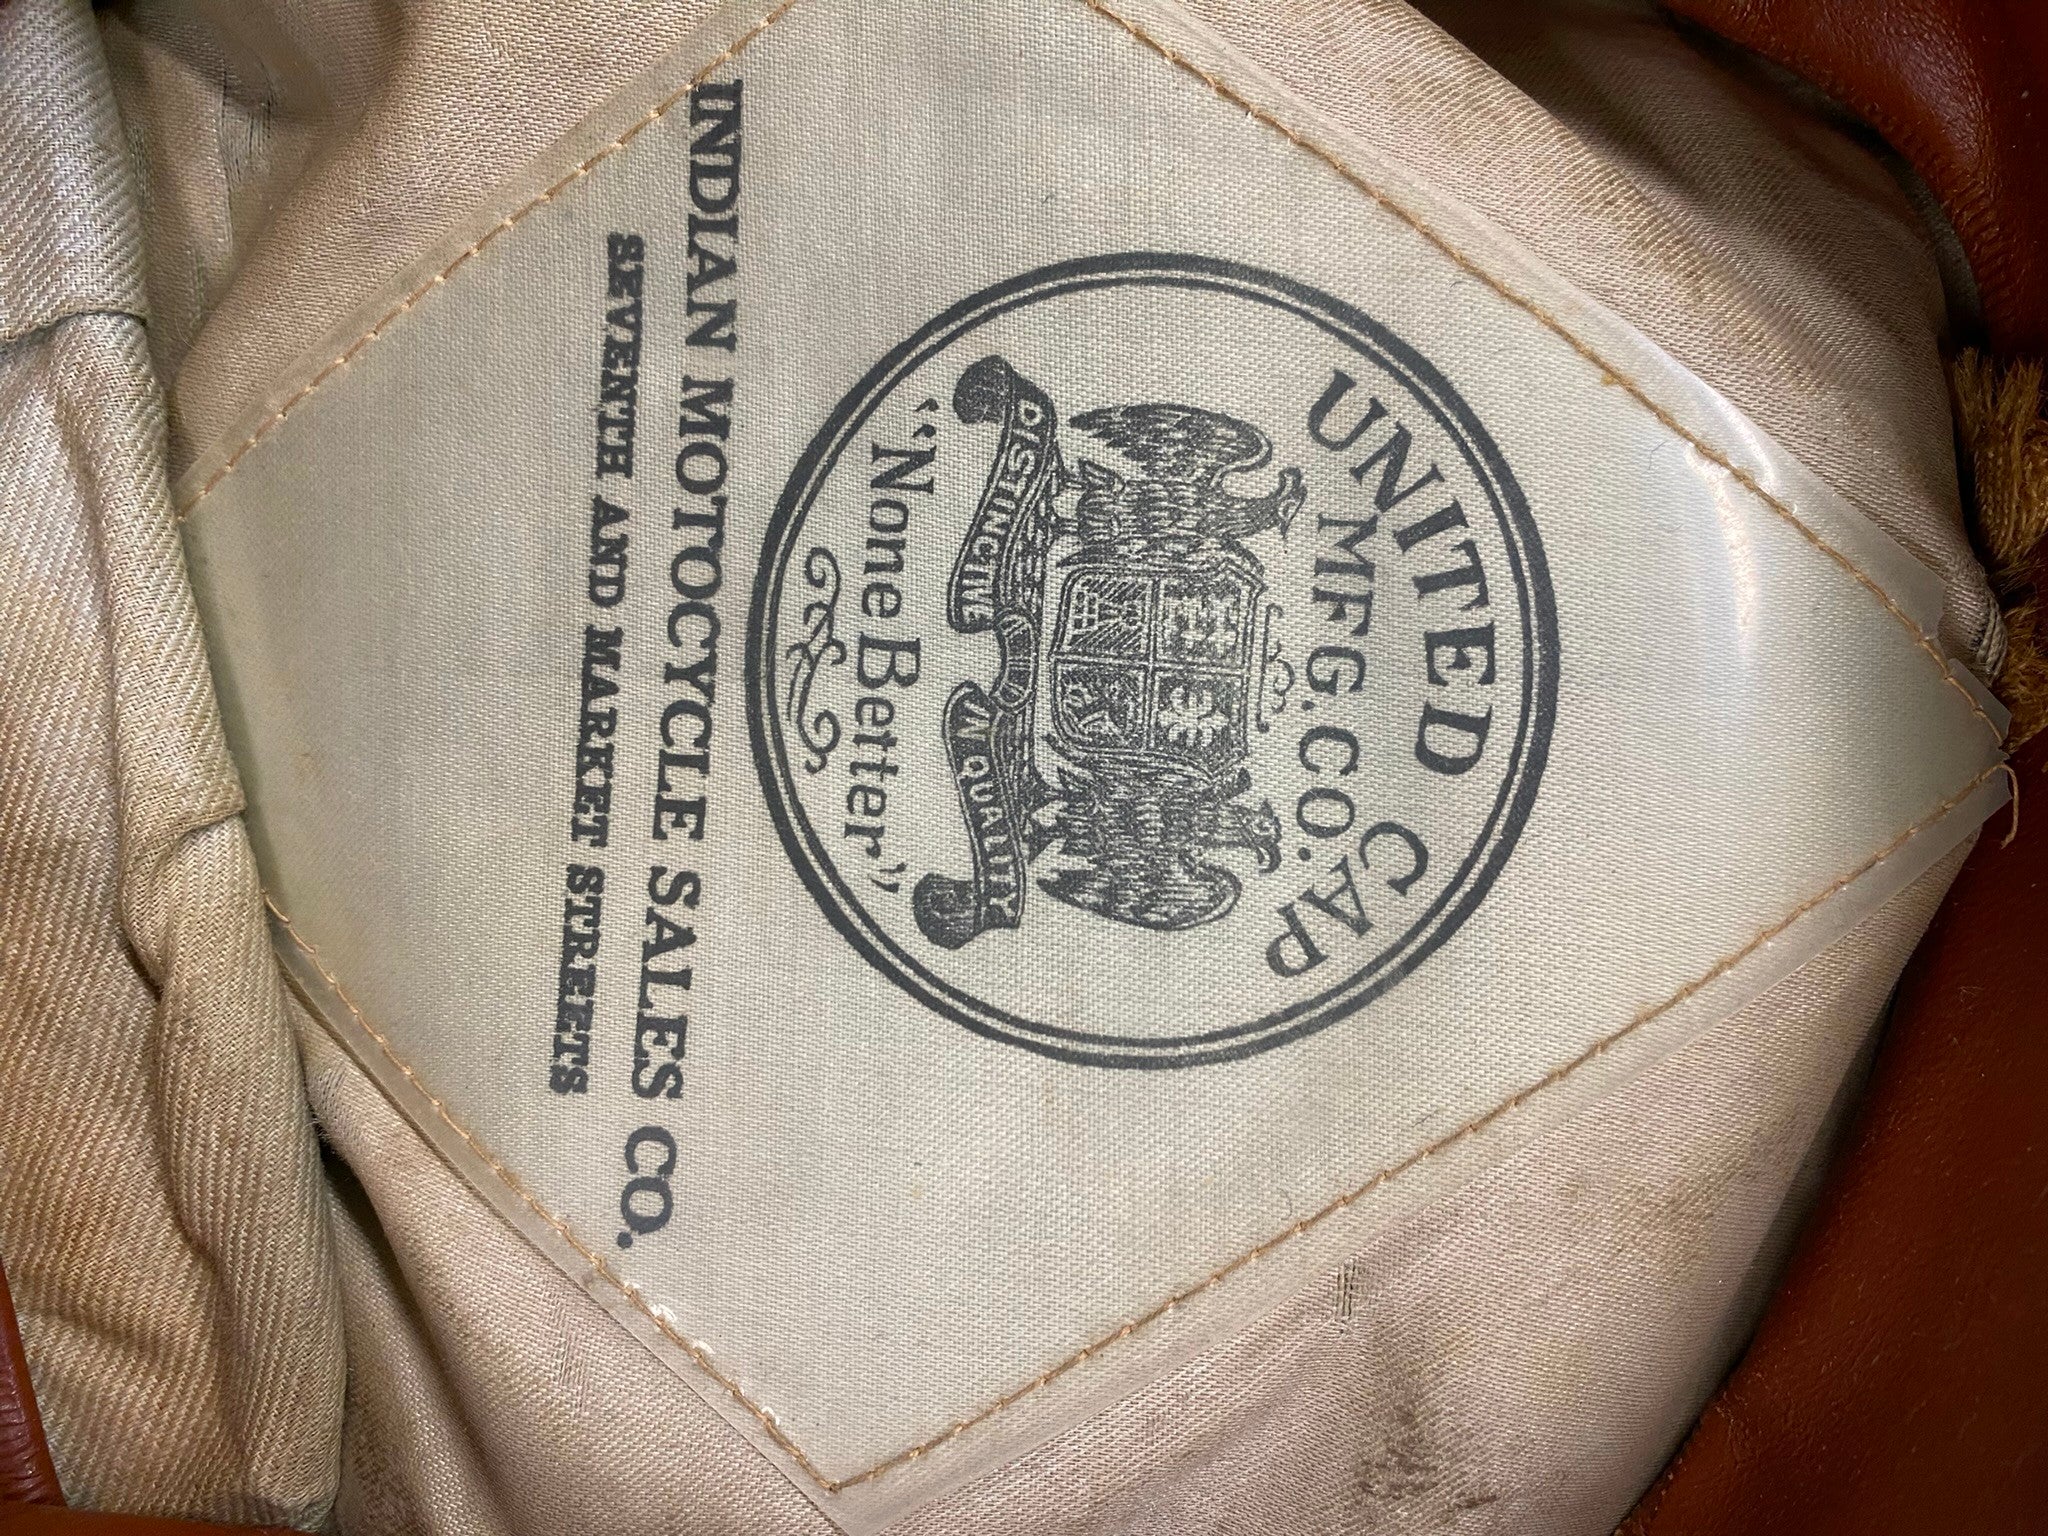 UNITED CAP
MFG. CO.
DISTINCTIVE IN QUALITY
"None Better"
INDIAN MOTOCYCLE SALES CO.
SEVENTH AND MARKET STREETS